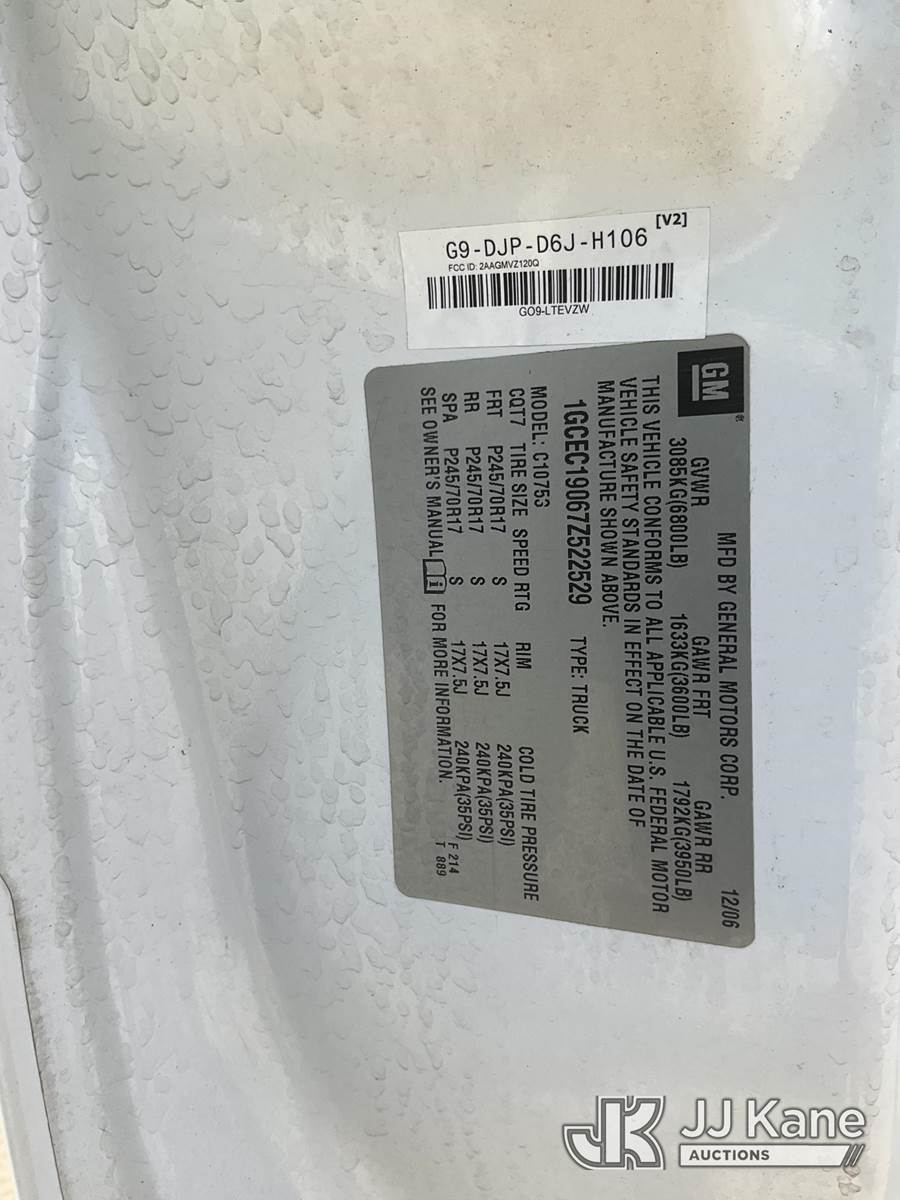 [V2]
G9-DJP-D6J-H106
FCC ID: 2AAGMVZ120Q
GO9-LTEVZW
GM ®
MFD BY GENERAL MOTORS CORP. 12/06
GVWR GAWR FRT GAWR RR
3085KG(6800LB) 1633KG(3600LB) 1792KG(3950LB)
THIS VEHICLE CONFORMS TO ALL APPLICABLE U.S. FEDERAL MOTOR
VEHICLE SAFETY STANDARDS IN EFFECT ON THE DATE OF
MANUFACTURE SHOWN ABOVE.
1GCEC19067Z522529 TYPE: TRUCK
MODEL: C10753
CQT7 TIRE SIZE SPEED RTG RIM COLD TIRE PRESSURE
FRT P245/70R17 S 17X7.5J 240KPA(35PSI)
RR P245/70R17 S 17X7.5J 240KPA(35PSI)
SPA P245/70R17 S 17X7.5J 240KPA(35PSI) F 214
SEE OWNER'S MANUAL i FOR MORE INFORMATION. T 889
JK JJ Kane
AUCTIONS